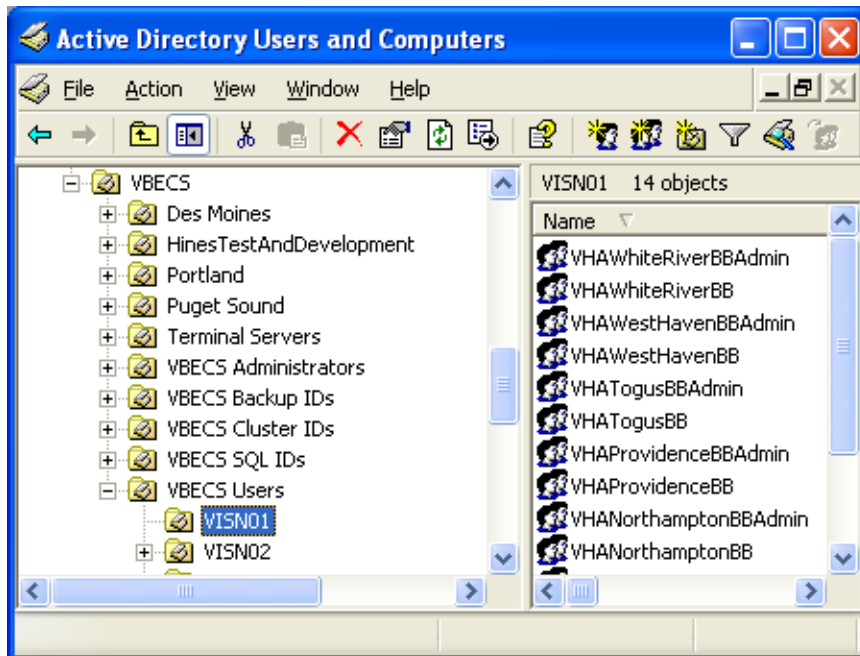 Active Directory Users and Computers
File Action View Window Help
VBECS
Des Moines
HinesTestAndDevelopment
Portland
Puget Sound
Terminal Servers
VBECS Administrators
VBECS Backup IDs
VBECS Cluster IDs
VBECS SQL IDs
VBECS Users
VISN01
VISN02
VISN01 14 objects
Name
VHAWhiteRiverBBAdmin
VHAWhiteRiverBB
VHAWestHavenBBAdmin
VHAWestHavenBB
VHATogusBBAdmin
VHATogusBB
VHAProvidenceBBAdmin
VHAProvidenceBB
VHANorthamptonBBAdmin
VHANorthamptonBB